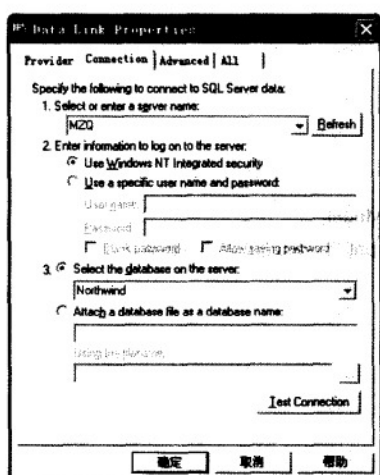 Data Link Properties
Provider Connection Advanced All
Specify the following to connect to SQL Server data:
1. Select or enter a server name:
MZQ Refresh
2. Enter information to log on to the server:
Use Windows NT Integrated security
Use a specific user name and password:
User name:
Password:
Blank password Allow saving password
3. Select the database on the server:
Northwind
Attach a database file as a database name:
Using the filename:
...
Test Connection
确定 取消 帮助